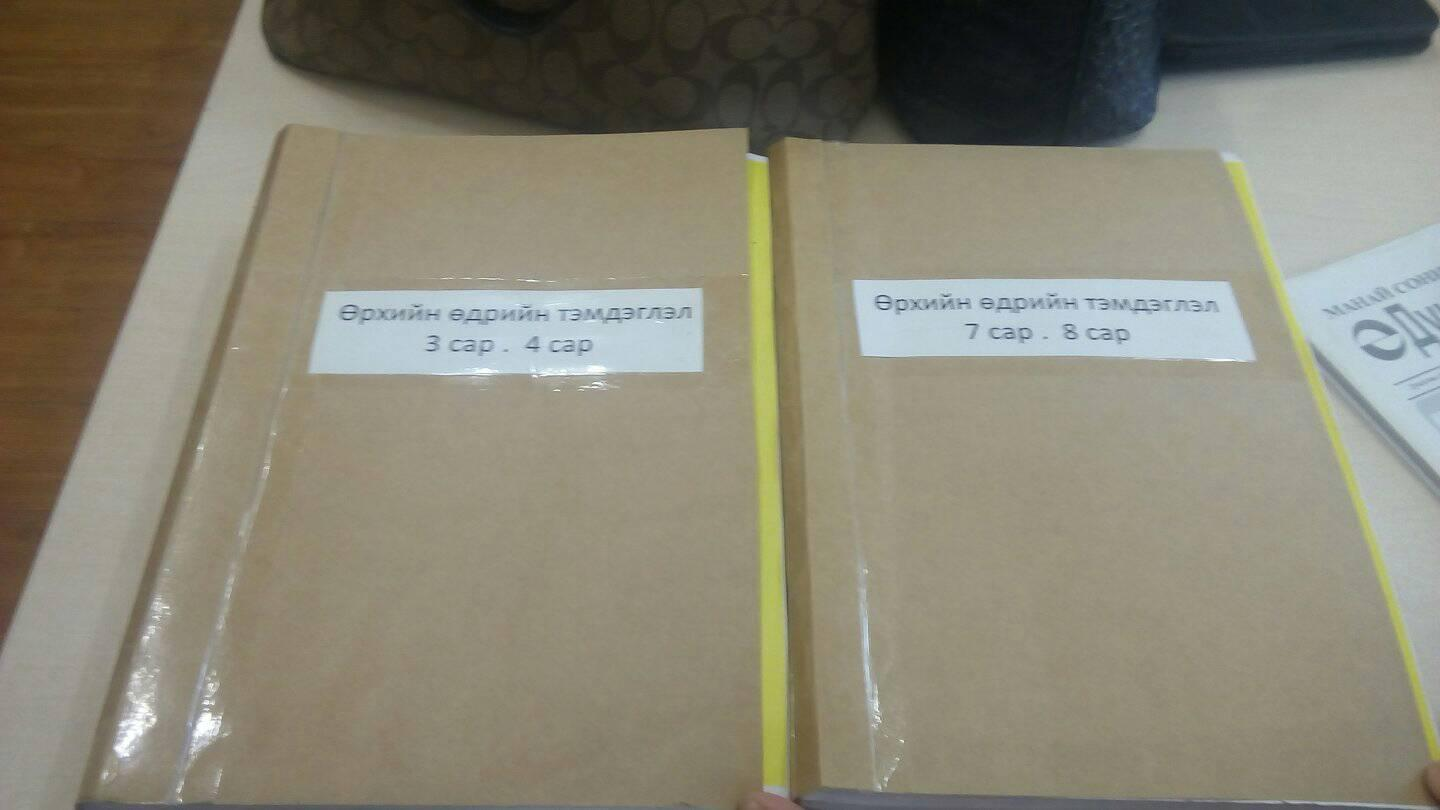 Өрхийн өдрийн тэмдэглэл
3 сар . 4 сар
Өрхийн өдрийн тэмдэглэл
7 сар . 8 сар
МАНАЙ